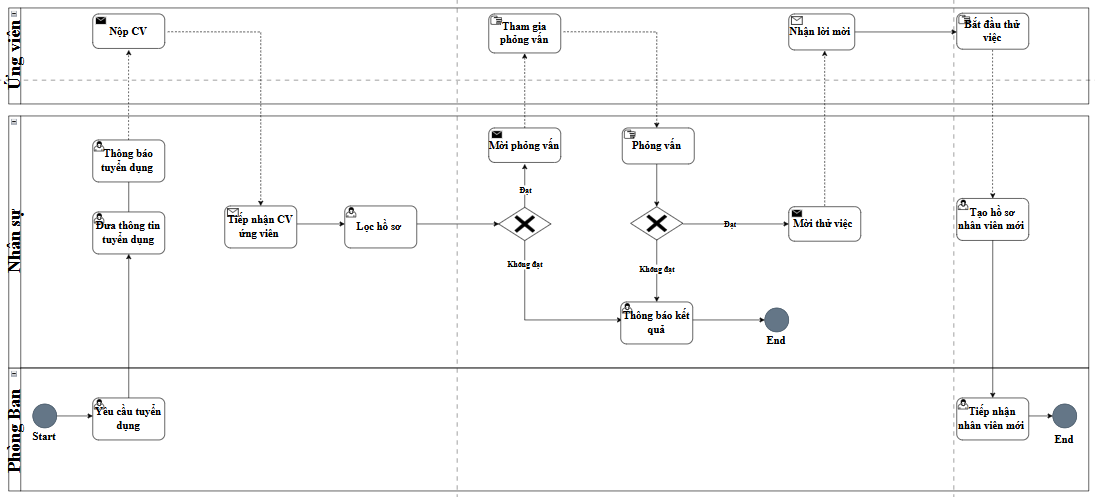 Ứng viên
Nộp CV
Tham gia
phỏng vấn
Nhận lời mời
Bắt đầu thử
việc
Nhân sự
Thông báo
tuyển dụng
Đưa thông tin
tuyển dụng
Tiếp nhận CV
ứng viên
Lọc hồ sơ
Mời phỏng vấn
Đạt
Không đạt
Phỏng vấn
Đạt
Không đạt
Thông báo kết
quả
End
Mời thử việc
Tạo hồ sơ
nhân viên mới
Phòng Ban
Start
Yêu cầu tuyển
dụng
Tiếp nhận
nhân viên mới
End